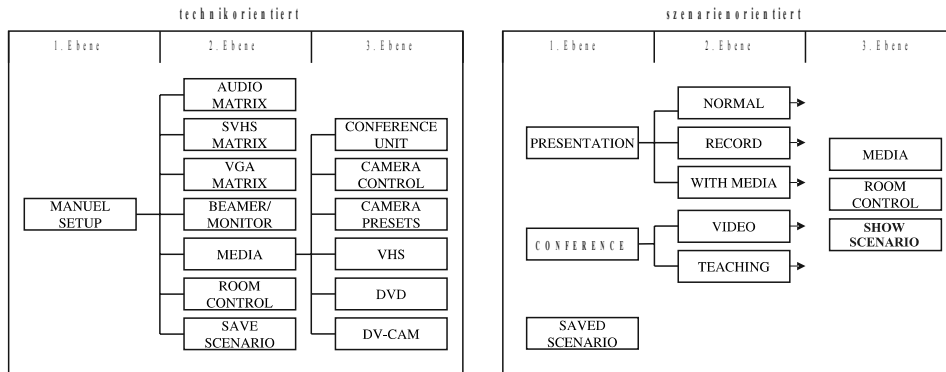 technikorientiert
1. Ebene
2. Ebene
3. Ebene
MANUEL
SETUP
AUDIO
MATRIX
SVHS
MATRIX
VGA
MATRIX
BEAMER/
MONITOR
MEDIA
ROOM
CONTROL
SAVE
SCENARIO
CONFERENCE
UNIT
CAMERA
CONTROL
CAMERA
PRESETS
VHS
DVD
DV-CAM
szenarienorientiert
1. Ebene
2. Ebene
3. Ebene
PRESENTATION
CONFERENCE
SAVED
SCENARIO
NORMAL
RECORD
WITH MEDIA
VIDEO
TEACHING
MEDIA
ROOM
CONTROL
SHOW
SCENARIO